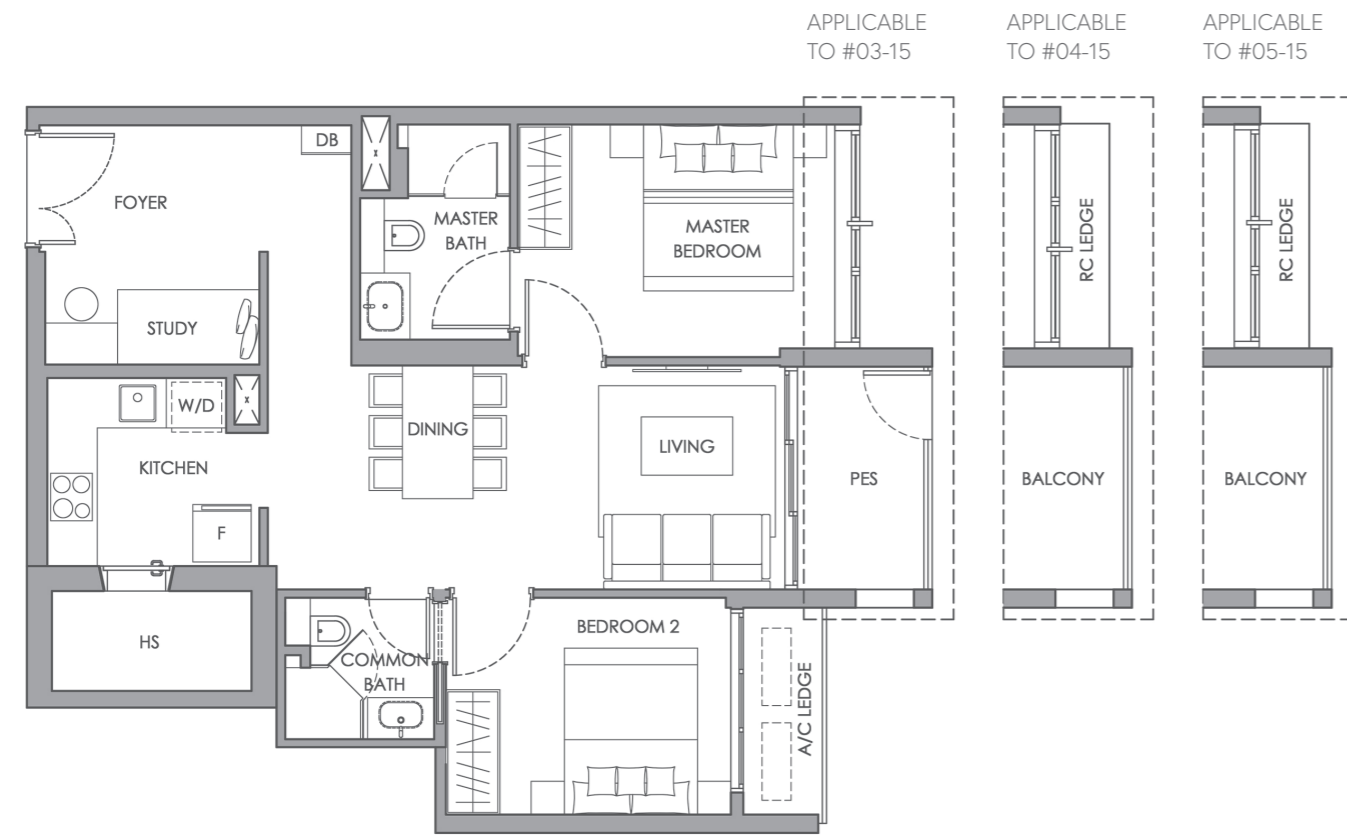 APPLICABLE
TO #03-15
APPLICABLE
TO #04-15
APPLICABLE
TO #05-15
DB
FOYER
MASTER
BATH
MASTER
BEDROOM
RC LEDGE
RC LEDGE
STUDY
W/D
DINING
LIVING
KITCHEN
PES
BALCONY
BALCONY
F
HS
BEDROOM 2
COMMON
BATH
A/C LEDGE